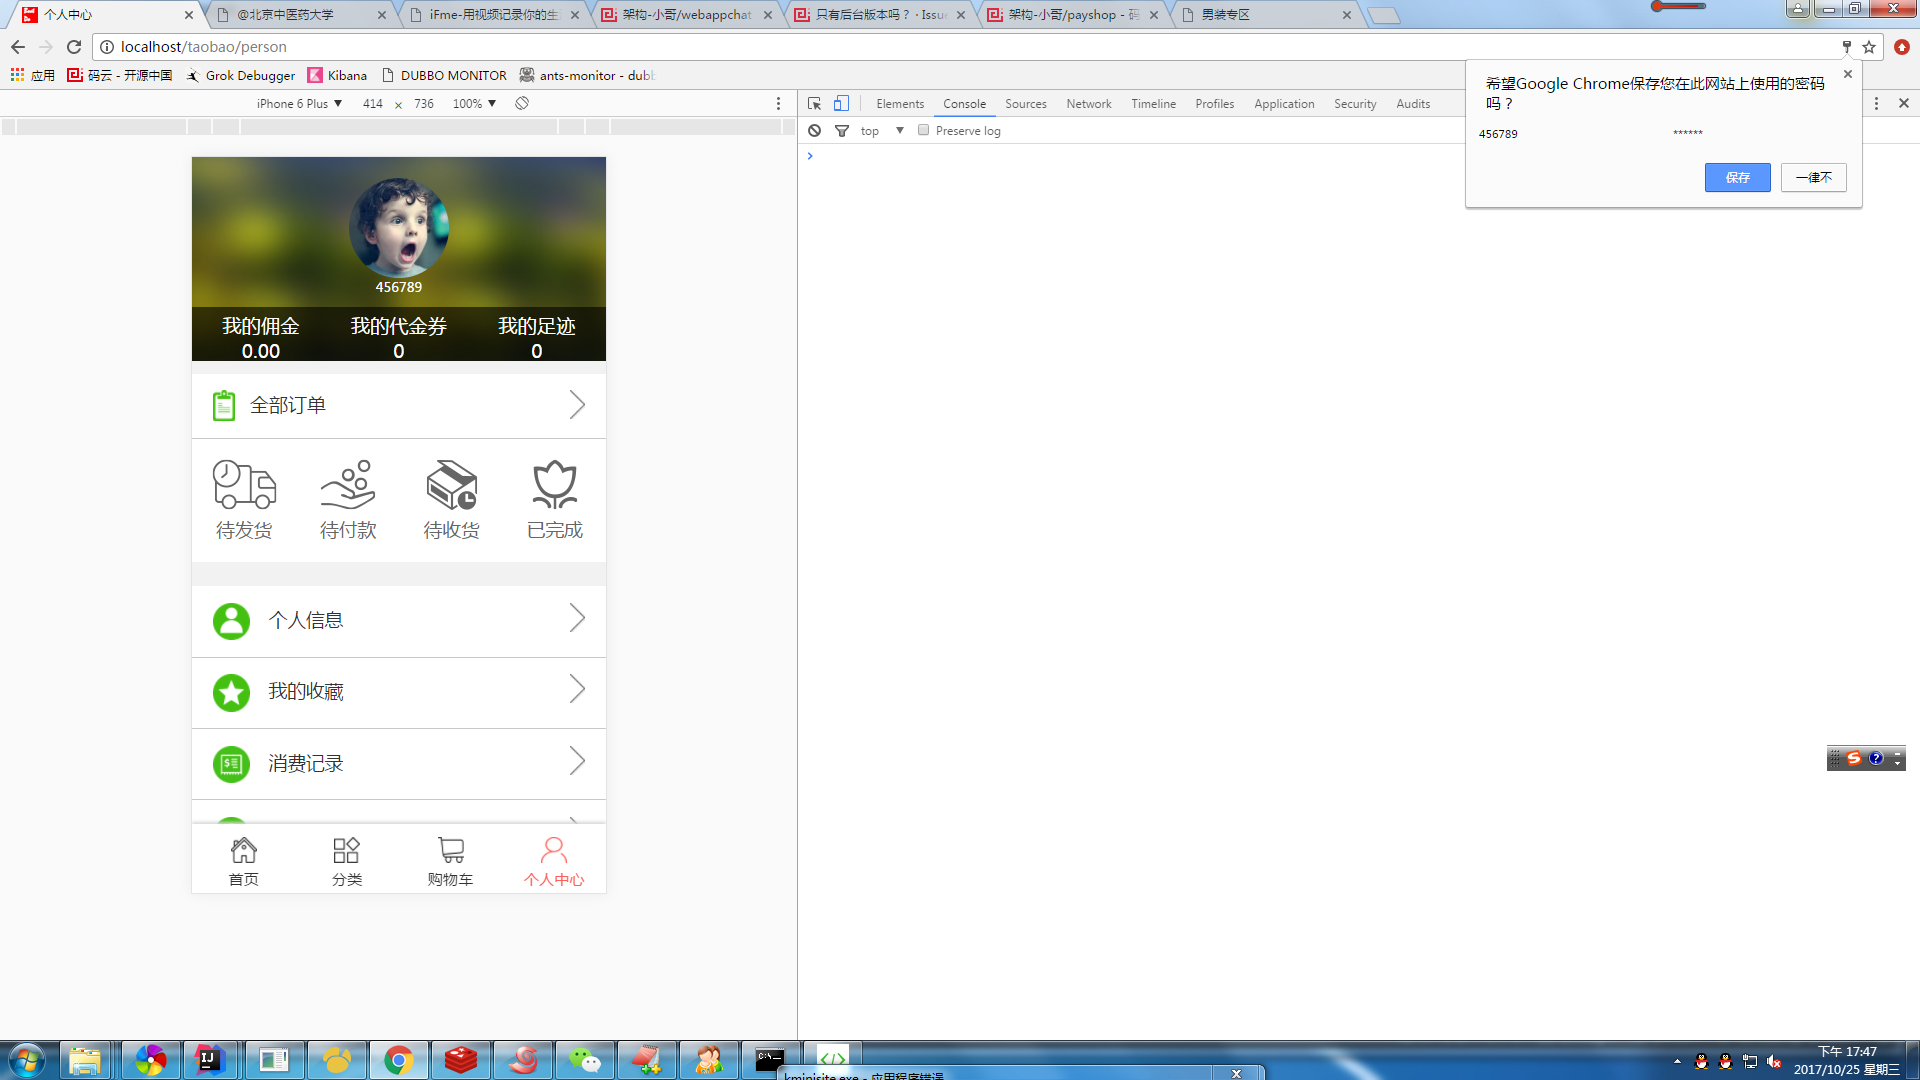 个人中心
@北京中医药大学
iFme-用视频记录你的生
架构-小哥/webappchat
只有后台版本吗？ · Issue
架构-小哥/payshop - 码
男装专区
localhost/taobao/person
应用
码云 - 开源中国
Grok Debugger
Kibana
DUBBO MONITOR
ants-monitor - dubb
希望Google Chrome保存您在此网站上使用的密码
吗？
456789 ******
保存
一律不
iPhone 6 Plus ▼ 414 × 736 100% ▼
Elements Console Sources Network Timeline Profiles Application Security Audits
top ▼ Preserve log
456789
我的佣金 我的代金券 我的足迹
0.00 0 0
全部订单
待发货 待付款 待收货 已完成
个人信息
我的收藏
消费记录
首页 分类 购物车 个人中心
kminisite.exe - 应用程序错误
下午 17:47
2017/10/25 星期三